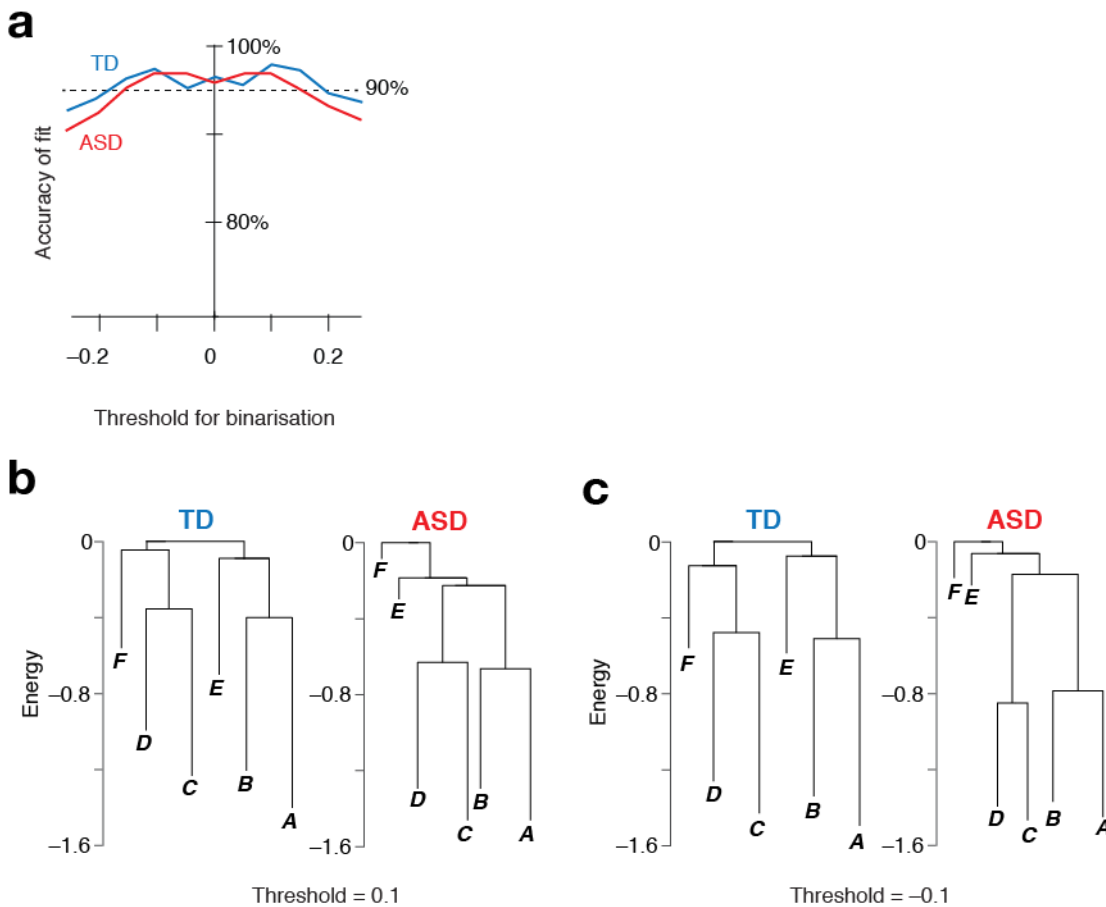 a
100%
TD
90%
ASD
Accuracy of fit
80%
−0.2 0 0.2
Threshold for binarisation
b
TD ASD
0 0
F
E
F
Energy
−0.8 −0.8
E
D
C B D B
A C A
−1.6 −1.6
Threshold = 0.1
c
TD ASD
0 0
F E
F E
Energy
−0.8 −0.8
D B D C B A
C A
−1.6 −1.6
Threshold = −0.1